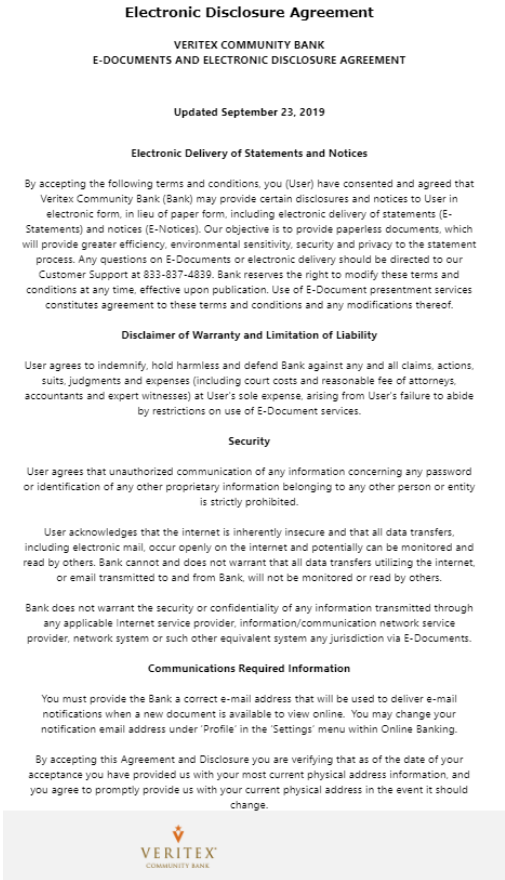 Electronic Disclosure Agreement
VERITEX COMMUNITY BANK
E-DOCUMENTS AND ELECTRONIC DISCLOSURE AGREEMENT
Updated September 23, 2019
Electronic Delivery of Statements and Notices
By accepting the following terms and conditions, you (User) have consented and agreed that
Veritex Community Bank (Bank) may provide certain disclosures and notices to User in
electronic form, in lieu of paper form, including electronic delivery of statements (E-
Statements) and notices (E-Notices). Our objective is to provide paperless documents, which
will provide greater efficiency, environmental sensitivity, security and privacy to the statement
process. Any questions on E-Documents or electronic delivery should be directed to our
Customer Support at 833-837-4839. Bank reserves the right to modify these terms and
conditions at any time, effective upon publication. Use of E-Document presentment services
constitutes agreement to these terms and conditions and any modifications thereof.
Disclaimer of Warranty and Limitation of Liability
User agrees to indemnify, hold harmless and defend Bank against any and all claims, actions,
suits, judgments and expenses (including court costs and reasonable fee of attorneys,
accountants and expert witnesses) at User's sole expense, arising from User's failure to abide
by restrictions on use of E-Document services.
Security
User agrees that unauthorized communication of any information concerning any password
or identification of any other proprietary information belonging to any other person or entity
is strictly prohibited.
User acknowledges that the internet is inherently insecure and that all data transfers,
including electronic mail, occur openly on the internet and potentially can be monitored and
read by others. Bank cannot and does not warrant that all data transfers utilizing the internet,
or email transmitted to and from Bank, will not be monitored or read by others.
Bank does not warrant the security or confidentiality of any information transmitted through
any applicable Internet service provider, information/communication network service
provider, network system or such other equivalent system any jurisdiction via E-Documents.
Communications Required Information
You must provide the Bank a correct e-mail address that will be used to deliver e-mail
notifications when a new document is available to view online. You may change your
notification email address under 'Profile' in the 'Settings' menu within Online Banking.
By accepting this Agreement and Disclosure you are verifying that as of the date of your
acceptance you have provided us with your most current physical address information, and
you agree to promptly provide us with your current physical address in the event it should
change.
VERITEX
COMMUNITY BANK